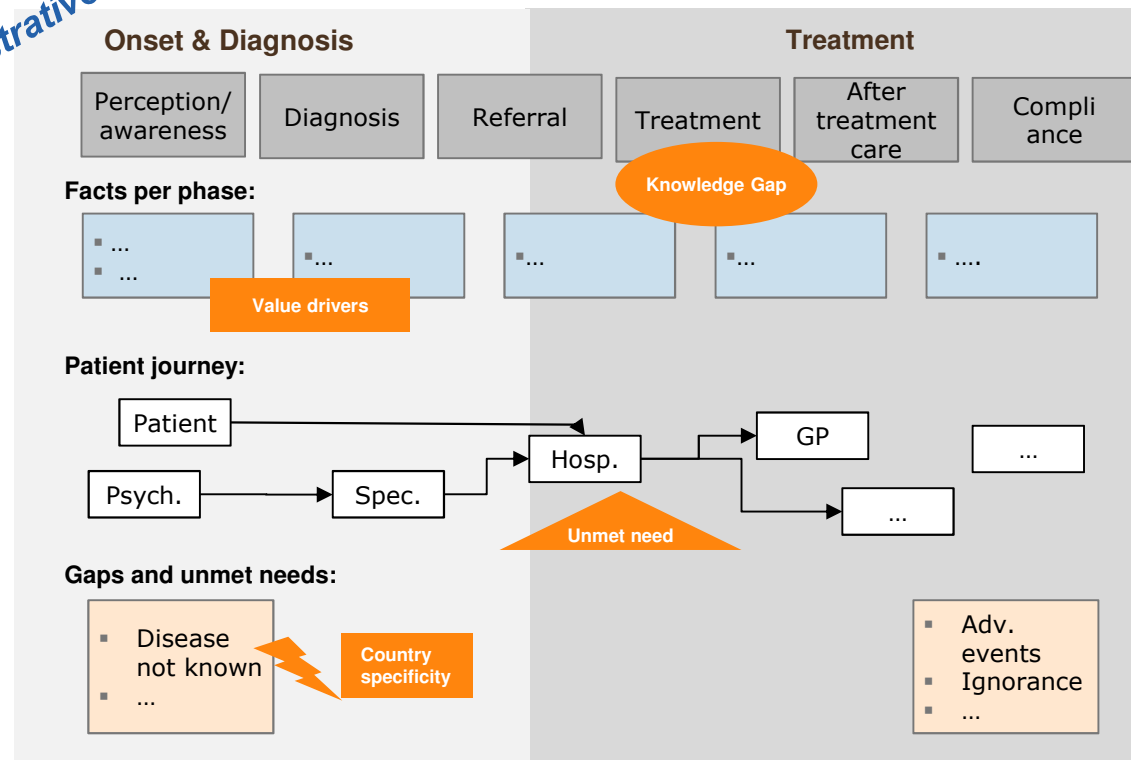 Onset & Diagnosis
Treatment
Perception/
awareness
Diagnosis
Referral
Treatment
After
treatment
care
Compli
ance
Knowledge Gap
Facts per phase:
▪ ...
▪ ...
▪...
▪...
▪...
▪ ....
Value drivers
Patient journey:
Patient
Psych.
Spec.
Hosp.
GP
...
...
Unmet need
Gaps and unmet needs:
▪ Disease
not known
▪ ...
Country
specificity
▪ Adv.
events
▪ Ignorance
▪ ...